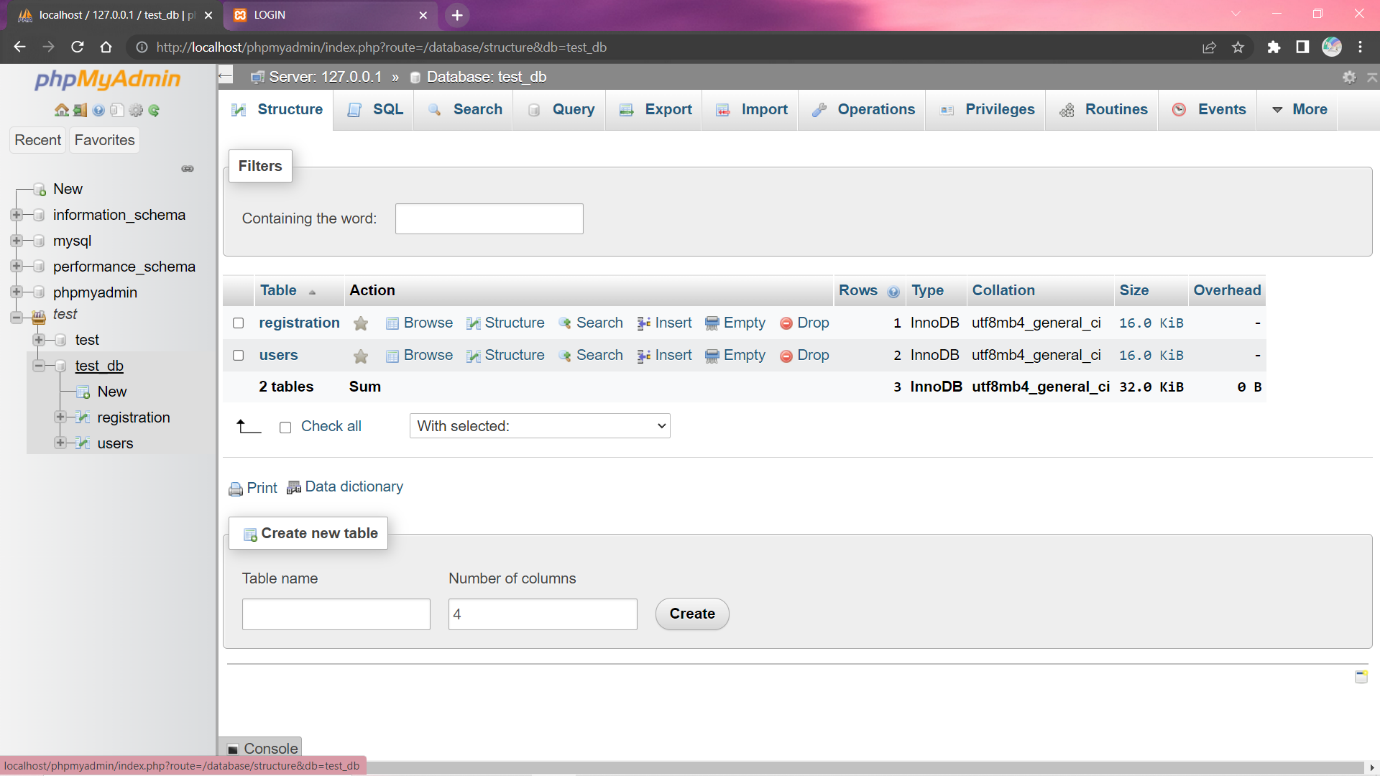 localhost / 127.0.0.1 / test_db | p
LOGIN
http://localhost/phpmyadmin/index.php?route=/database/structure&db=test_db
phpMyAdmin
Recent
Favorites
New
information_schema
mysql
performance_schema
phpmyadmin
test
test
test_db
New
registration
users
Server: 127.0.0.1 » Database: test_db
Structure SQL Search Query Export Import Operations Privileges Routines Events More
Filters
Containing the word:
Table Action Rows Type Collation Size Overhead
registration Browse Structure Search Insert Empty Drop 1 InnoDB utf8mb4_general_ci 16.0 KiB -
users Browse Structure Search Insert Empty Drop 2 InnoDB utf8mb4_general_ci 16.0 KiB -
2 tables Sum 3 InnoDB utf8mb4_general_ci 32.0 KiB 0 B
Check all With selected:
Print Data dictionary
Create new table
Table name Number of columns
4 Create
Console
localhost/phpmyadmin/index.php?route=/database/structure&db=test_db